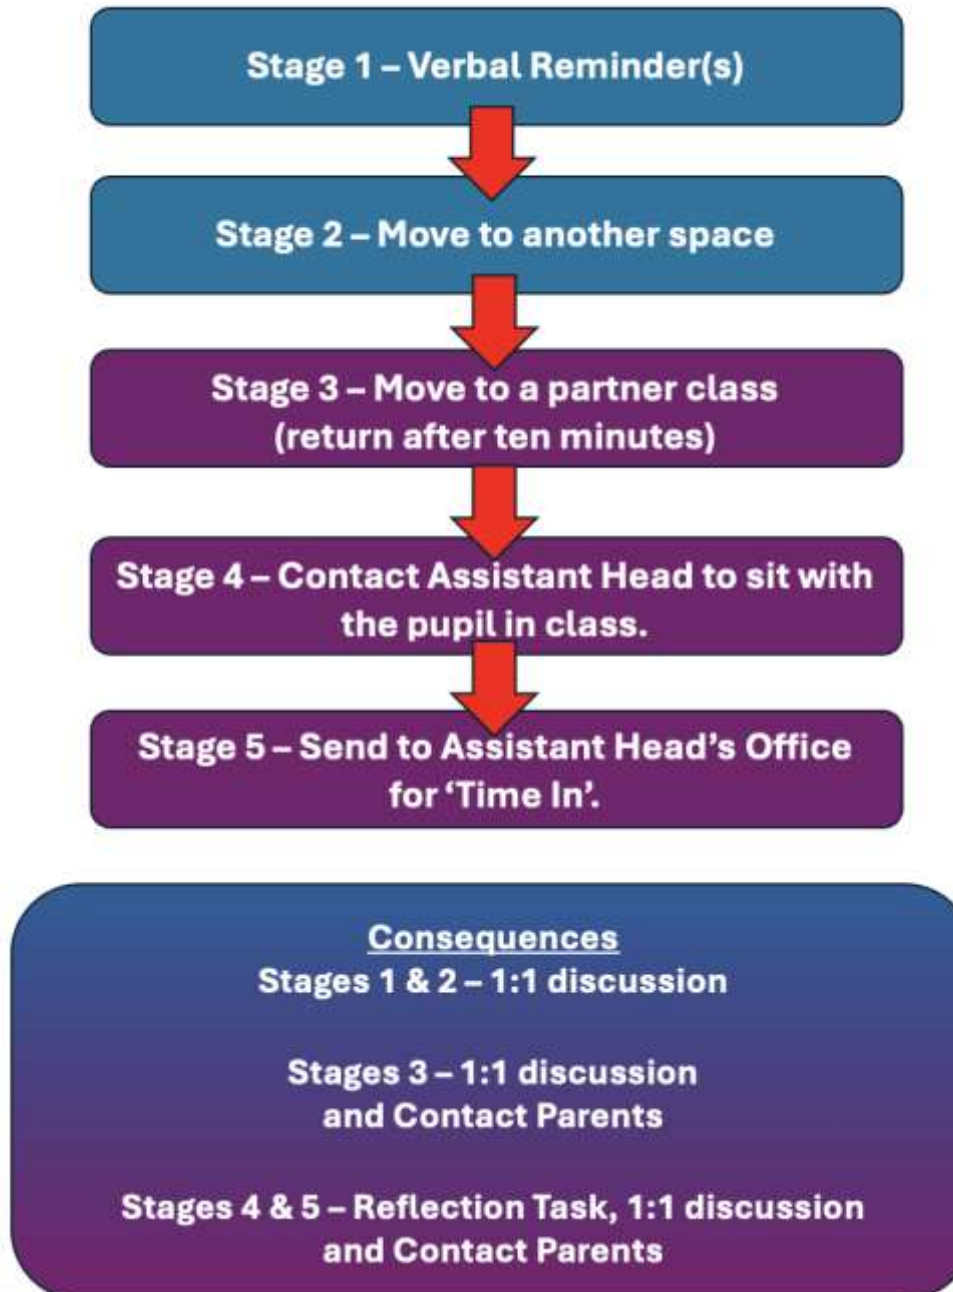 Stage 1 – Verbal Reminder(s)
Stage 2 – Move to another space
Stage 3 – Move to a partner class
(return after ten minutes)
Stage 4 – Contact Assistant Head to sit with
the pupil in class.
Stage 5 – Send to Assistant Head’s Office
for ‘Time In’.
Consequences
Stages 1 & 2 – 1:1 discussion
Stages 3 – 1:1 discussion
and Contact Parents
Stages 4 & 5 – Reflection Task, 1:1 discussion
and Contact Parents